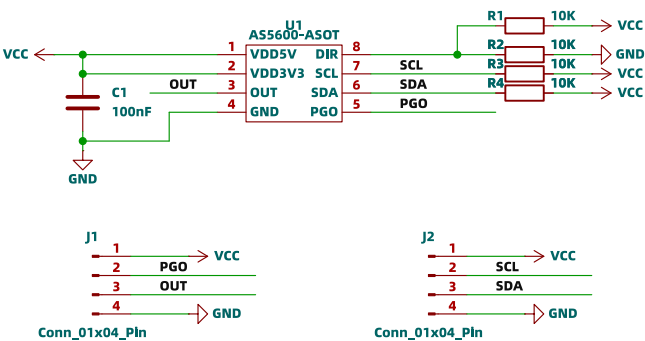 U1
AS5600-ASOT
VCC
1 VDD5V DIR 8
2 VDD3V3 SCL 7 SCL
OUT 3 OUT SDA 6 SDA
4 GND PGO 5 PGO
R1 10K VCC
R2 10K GND
R3 10K VCC
R4 10K VCC
C1
100nF
GND
J1
1 VCC
2 PGO
3 OUT
4 GND
Conn_01x04_Pin
J2
1 VCC
2 SCL
3 SDA
4 GND
Conn_01x04_Pin